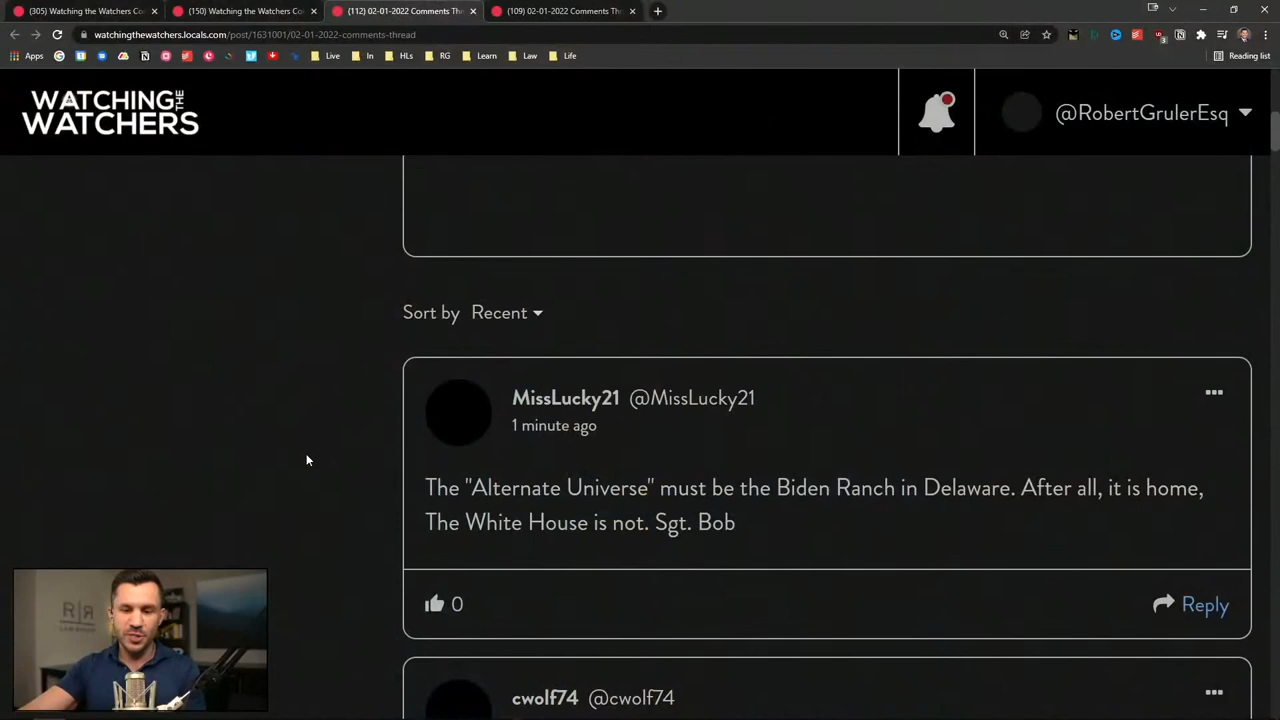 (305) Watching the Watchers Co
(150) Watching the Watchers Co
(112) 02-01-2022 Comments Thr
(109) 02-01-2022 Comments Thr
watchingthewatchers.locals.com/post/1631001/02-01-2022-comments-thread
Apps
Live
In
HLs
RG
Learn
Law
Life
Reading list
WATCHING THE
WATCHERS
@RobertGrulerEsq
Sort by Recent
MissLucky21 @MissLucky21
1 minute ago
The "Alternate Universe" must be the Biden Ranch in Delaware. After all, it is home,
The White House is not. Sgt. Bob
0
Reply
cwolf74 @cwolf74
R|R